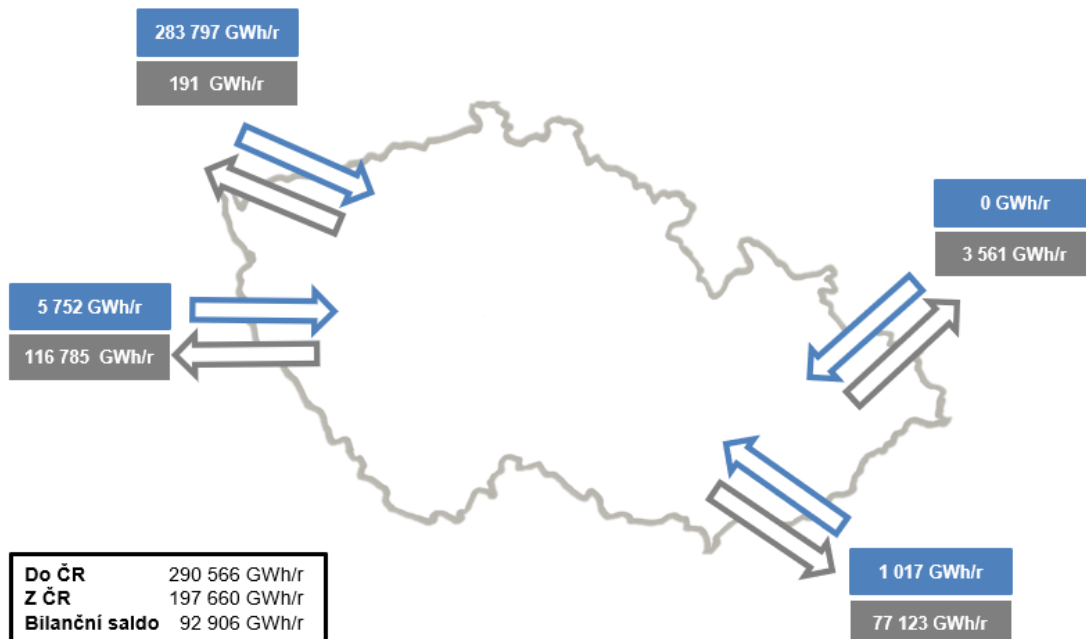 283 797 GWh/r
191 GWh/r
0 GWh/r
3 561 GWh/r
5 752 GWh/r
116 785 GWh/r
1 017 GWh/r
77 123 GWh/r
Do ČR 290 566 GWh/r
Z ČR 197 660 GWh/r
Bilanční saldo 92 906 GWh/r